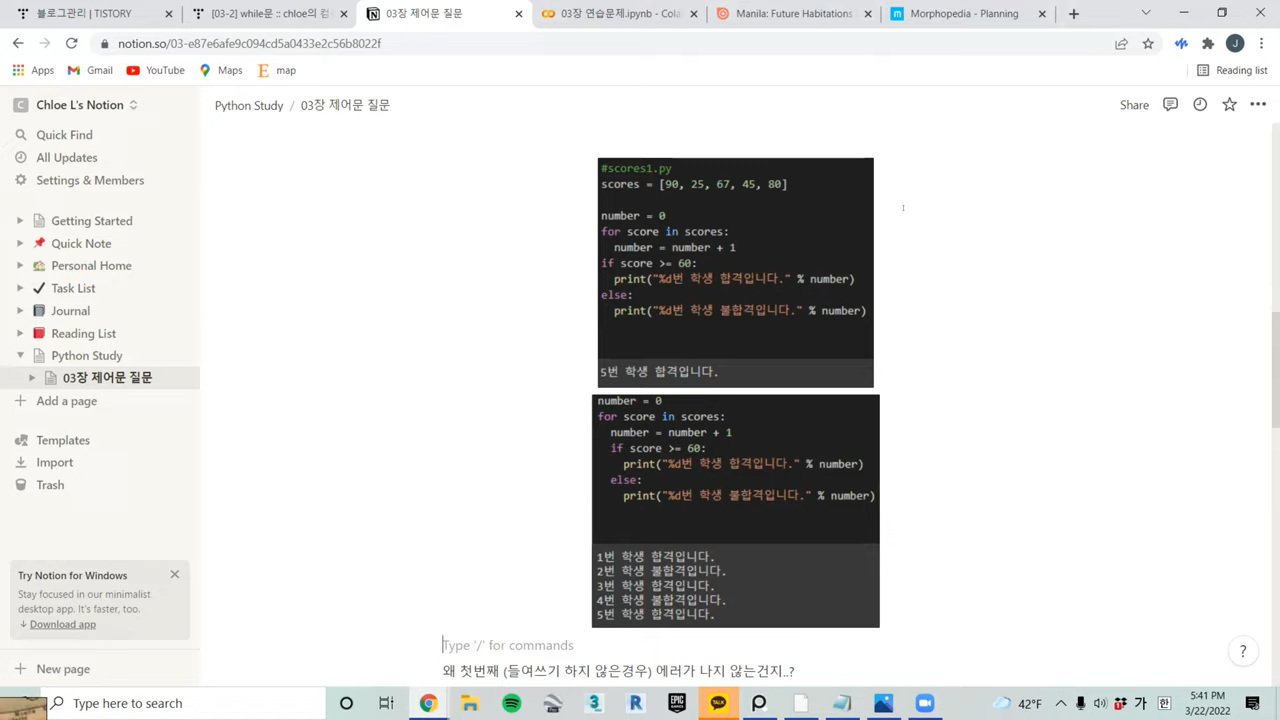 블로그관리 | TISTORY
[03-2] while문 :: chloe의 컴
03장 제어문 질문
03장 연습문제.ipynb - Cola
Manila: Future Habitations
Morphopedia - Planning
notion.so/03-e87e6afe9c094cd5a0433e2c56b8022f
J
Apps
Gmail
YouTube
Maps
map
Reading list
C
Chloe L's Notion
Python Study / 03장 제어문 질문
Share
Quick Find
All Updates
Settings & Members
Getting Started
Quick Note
Personal Home
Task List
Journal
Reading List
Python Study
03장 제어문 질문
Add a page
Templates
Import
Trash
Try Notion for Windows
Stay focused in our minimalist
desktop app. It's faster, too.
↓ Download app
New page
#scores1.py
scores = [90, 25, 67, 45, 80]
number = 0
for score in scores:
number = number + 1
if score >= 60:
print("%d번 학생 합격입니다." % number)
else:
print("%d번 학생 불합격입니다." % number)
5번 학생 합격입니다.
number = 0
for score in scores:
number = number + 1
if score >= 60:
print("%d번 학생 합격입니다." % number)
else:
print("%d번 학생 불합격입니다." % number)
1번 학생 합격입니다.
2번 학생 불합격입니다.
3번 학생 합격입니다.
4번 학생 불합격입니다.
5번 학생 합격입니다.
Type '/' for commands
왜 첫번째 (들여쓰기 하지 않은경우) 에러가 나지 않는건지..?
?
Type here to search
3
R
EPIC
TALK
42°F
한
5:41 PM
3/22/2022